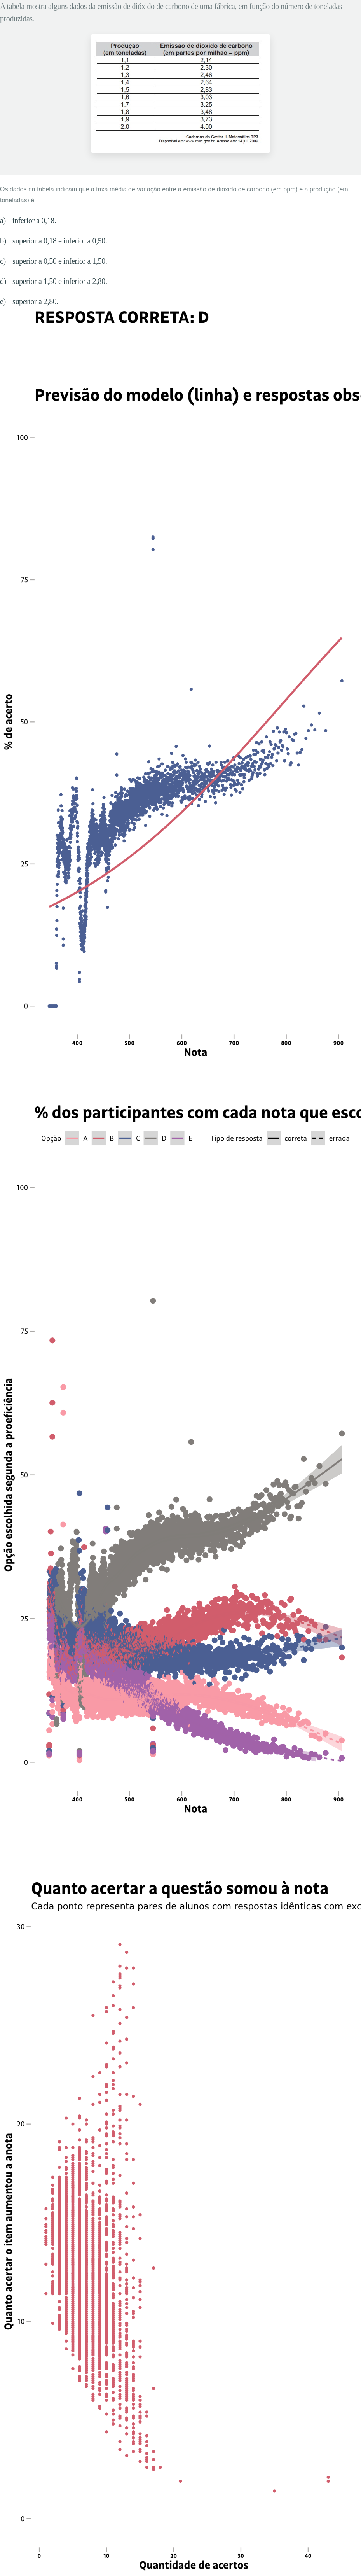 A tabela mostra alguns dados da emissão de dióxido de carbono de uma fábrica, em função do número de toneladas
produzidas.
Produção Emissão de dióxido de carbono
(em toneladas) (em partes por milhão – ppm)
1,1 2,14
1,2 2,30
1,3 2,46
1,4 2,64
1,5 2,83
1,6 3,03
1,7 3,25
1,8 3,48
1,9 3,73
2,0 4,00
Cadernos do Gestar II, Matemática TP3.
Disponível em: www.mec.gov.br. Acesso em: 14 jul. 2009.
Os dados na tabela indicam que a taxa média de variação entre a emissão de dióxido de carbono (em ppm) e a produção (em
toneladas) é
a) inferior a 0,18.
b) superior a 0,18 e inferior a 0,50.
c) superior a 0,50 e inferior a 1,50.
d) superior a 1,50 e inferior a 2,80.
e) superior a 2,80.
RESPOSTA CORRETA: D
Previsão do modelo (linha) e respostas obs
100
75
50
25
0
% de acerto
400 500 600 700 800 900
Nota
% dos participantes com cada nota que esco
Opção A B C D E Tipo de resposta correta errada
100
75
50
25
0
Opção escolhida segunda a proeficiência
400 500 600 700 800 900
Nota
Quanto acertar a questão somou à nota
Cada ponto representa pares de alunos com respostas idênticas com exc
30
20
10
0
Quanto acertar o item aumentou a anota
0 10 20 30 40
Quantidade de acertos